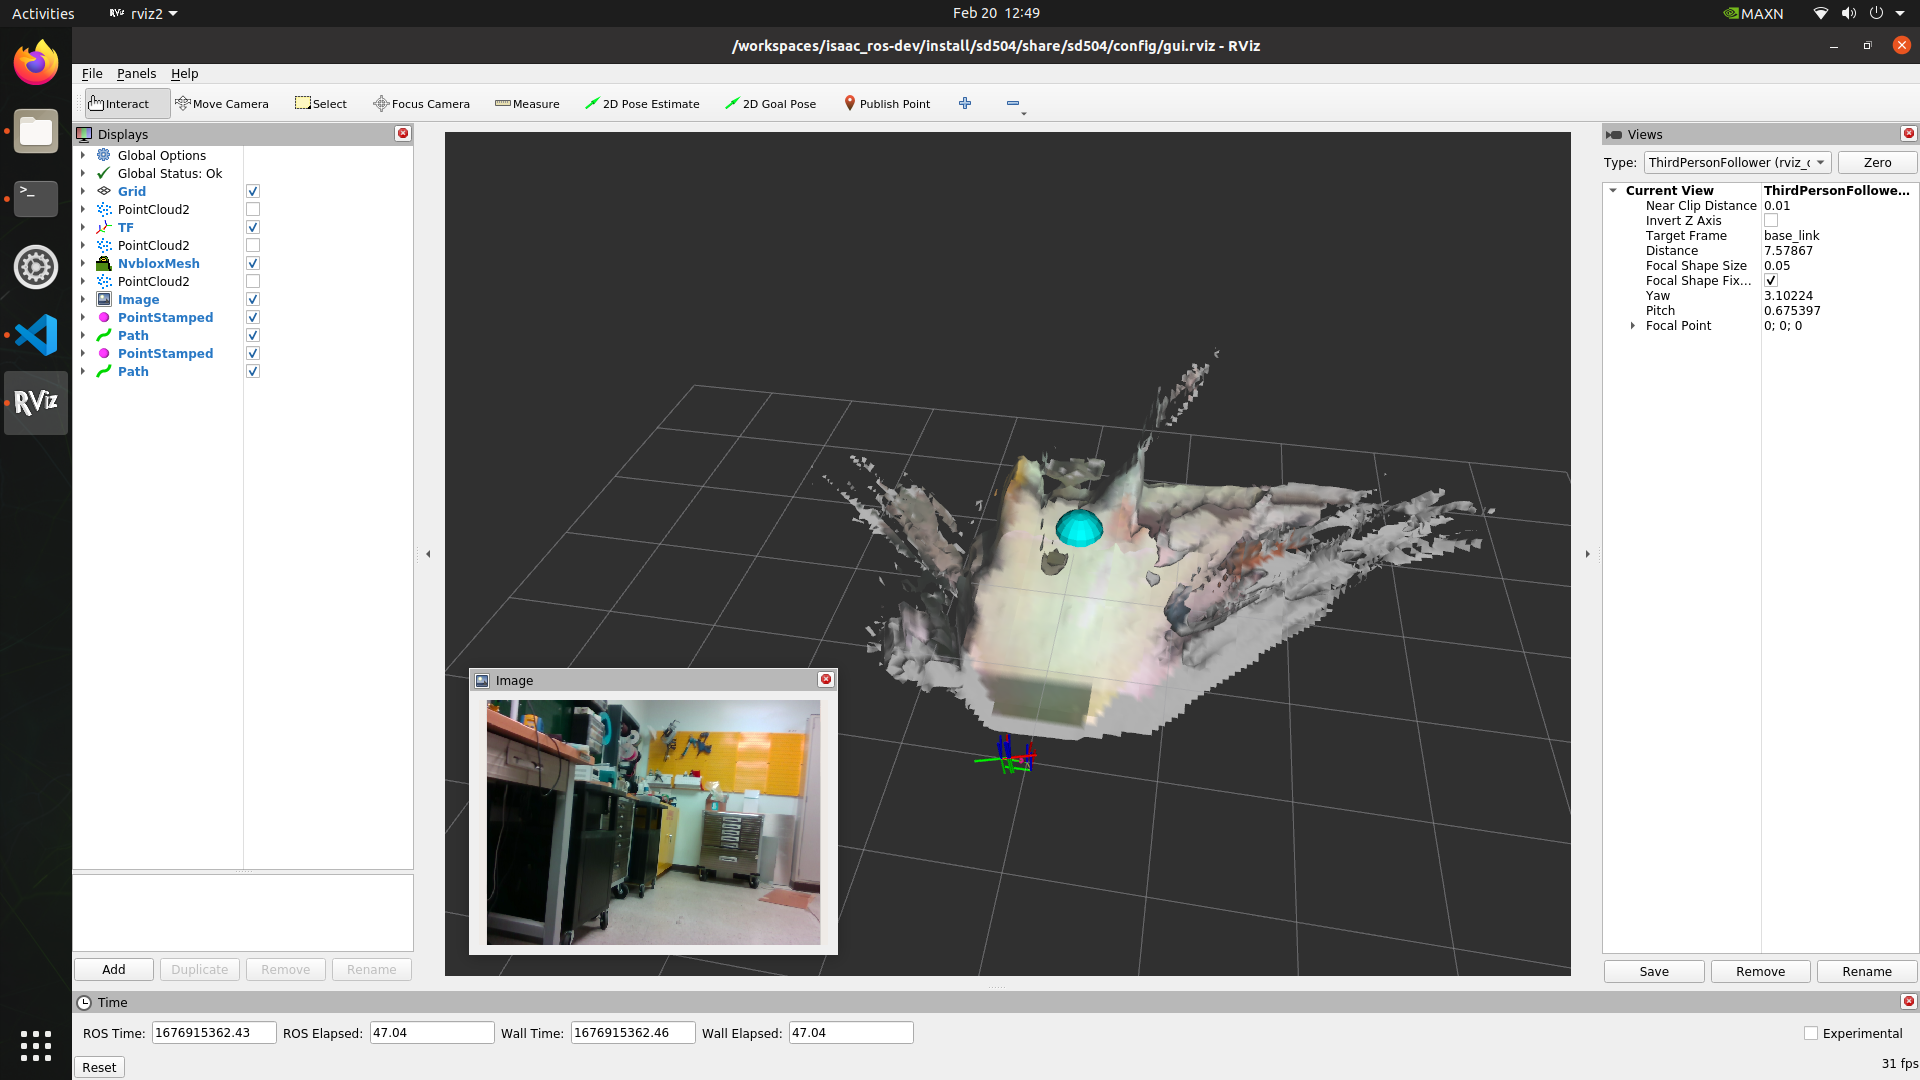 Activities
rviz2
Feb 20 12:49
MAXN
/workspaces/isaac_ros-dev/install/sd504/share/sd504/config/gui.rviz - RViz
File Panels Help
Interact Move Camera Select Focus Camera Measure 2D Pose Estimate 2D Goal Pose Publish Point
Displays
Global Options
Global Status: Ok
Grid
PointCloud2
TF
PointCloud2
NvbloxMesh
PointCloud2
Image
PointStamped
Path
PointStamped
Path
RViz
Add Duplicate Remove Rename
Image
Views
Type: ThirdPersonFollower (rviz_c Zero
Current View ThirdPersonFollowe...
Near Clip Distance 0.01
Invert Z Axis
Target Frame base_link
Distance 7.57867
Focal Shape Size 0.05
Focal Shape Fix...
Yaw 3.10224
Pitch 0.675397
Focal Point 0; 0; 0
Save Remove Rename
Time
ROS Time: 1676915362.43 ROS Elapsed: 47.04 Wall Time: 1676915362.46 Wall Elapsed: 47.04 Experimental
Reset 31 fps